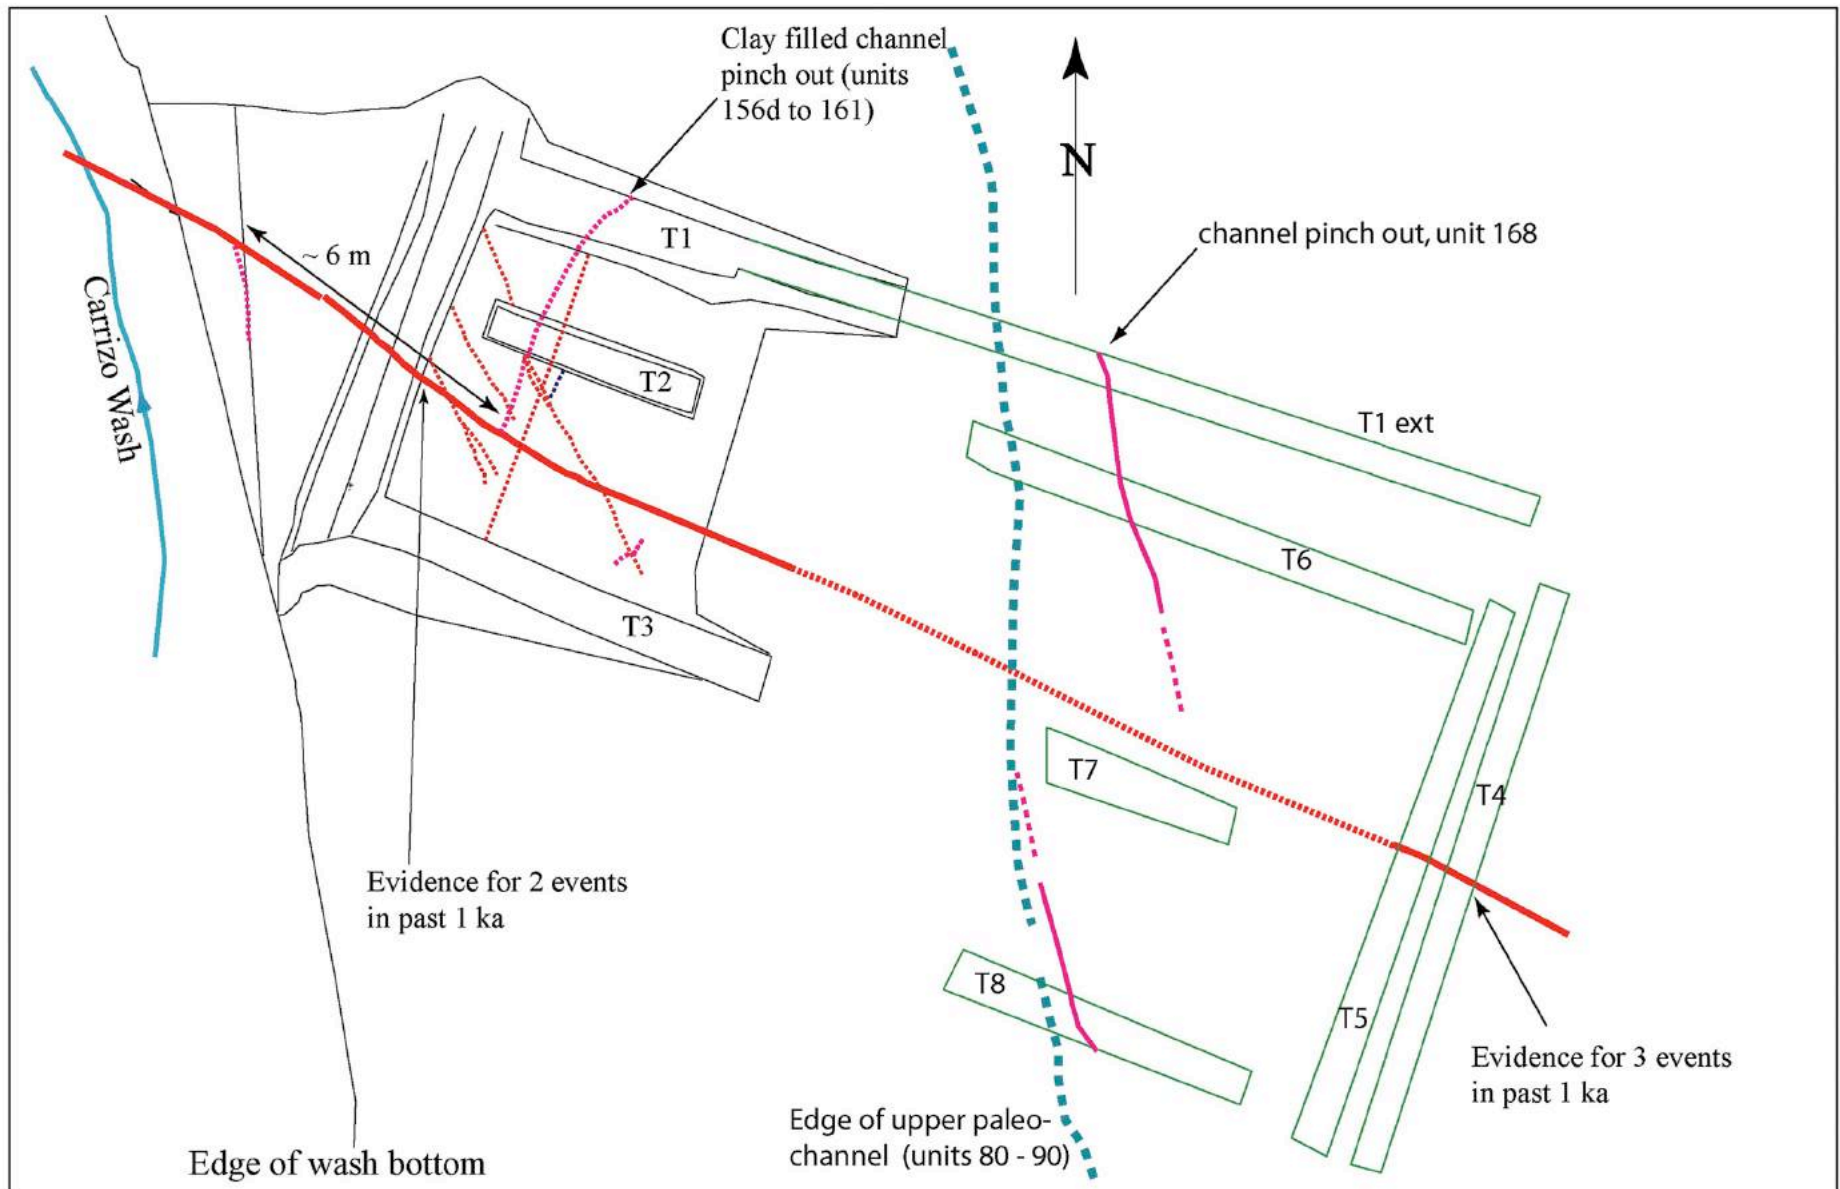 Clay filled channel
pinch out (units
156d to 161)
N
channel pinch out, unit 168
~ 6 m
T1
Carrizo Wash
T2
T1 ext
T6
T3
T7
T4
Evidence for 2 events
in past 1 ka
T8
T5
Evidence for 3 events
in past 1 ka
Edge of upper paleo-
channel (units 80 - 90)
Edge of wash bottom